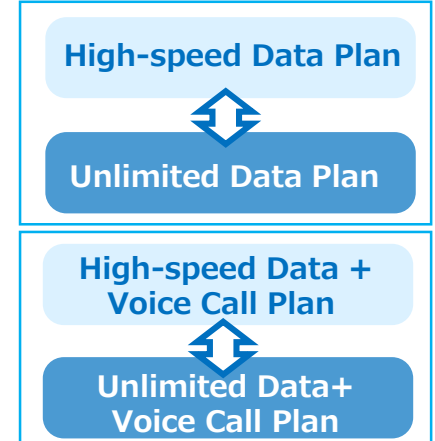 High-speed Data Plan
Unlimited Data Plan
High-speed Data +
Voice Call Plan
Unlimited Data+
Voice Call Plan